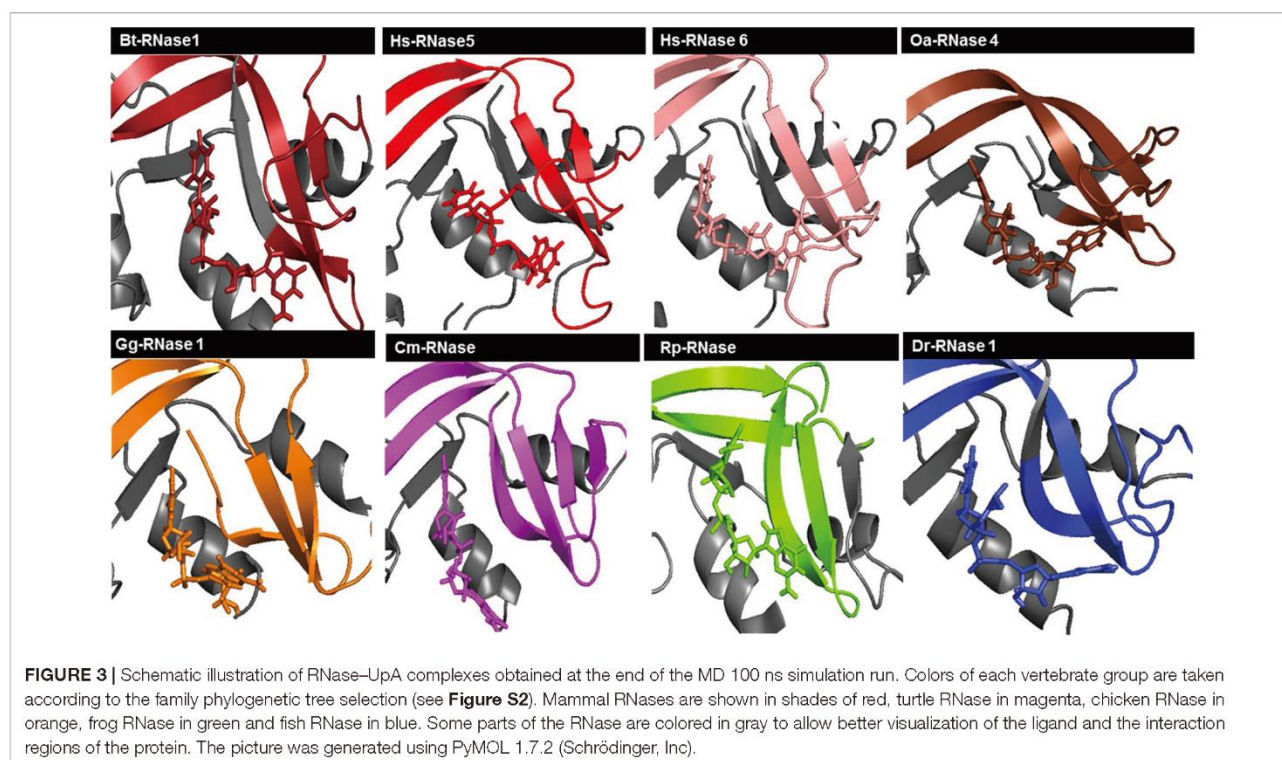 Bt-RNase1
Hs-RNase5
Hs-RNase 6
Oa-RNase 4
Gg-RNase 1
Cm-RNase
Rp-RNase
Dr-RNase 1
FIGURE 3 | Schematic illustration of RNase–UpA complexes obtained at the end of the MD 100 ns simulation run. Colors of each vertebrate group are taken
according to the family phylogenetic tree selection (see Figure S2). Mammal RNases are shown in shades of red, turtle RNase in magenta, chicken RNase in
orange, frog RNase in green and fish RNase in blue. Some parts of the RNase are colored in gray to allow better visualization of the ligand and the interaction
regions of the protein. The picture was generated using PyMOL 1.7.2 (Schrödinger, Inc).